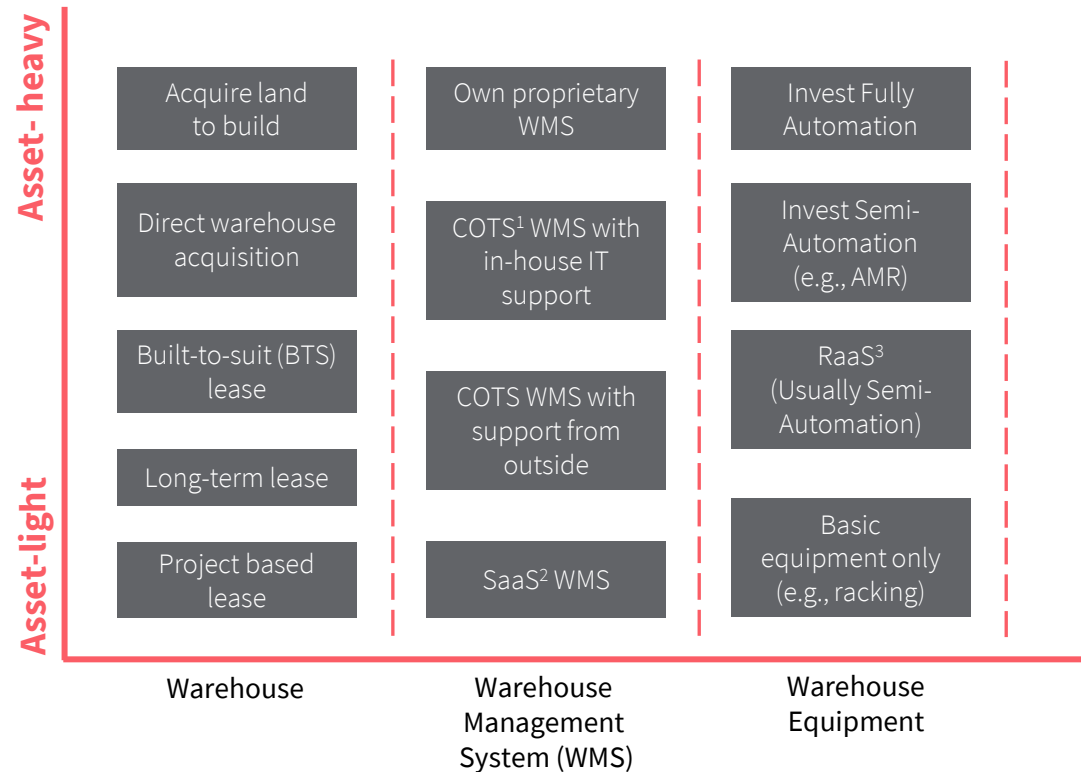 Asset- heavy
Asset-light
Acquire land
to build
Direct warehouse
acquisition
Built-to-suit (BTS)
lease
Long-term lease
Project based
lease
Warehouse
Own proprietary
WMS
COTS¹ WMS with
in-house IT
support
COTS WMS with
support from
outside
SaaS² WMS
Warehouse
Management
System (WMS)
Invest Fully
Automation
Invest Semi-
Automation
(e.g., AMR)
RaaS³
(Usually Semi-
Automation)
Basic
equipment only
(e.g., racking)
Warehouse
Equipment